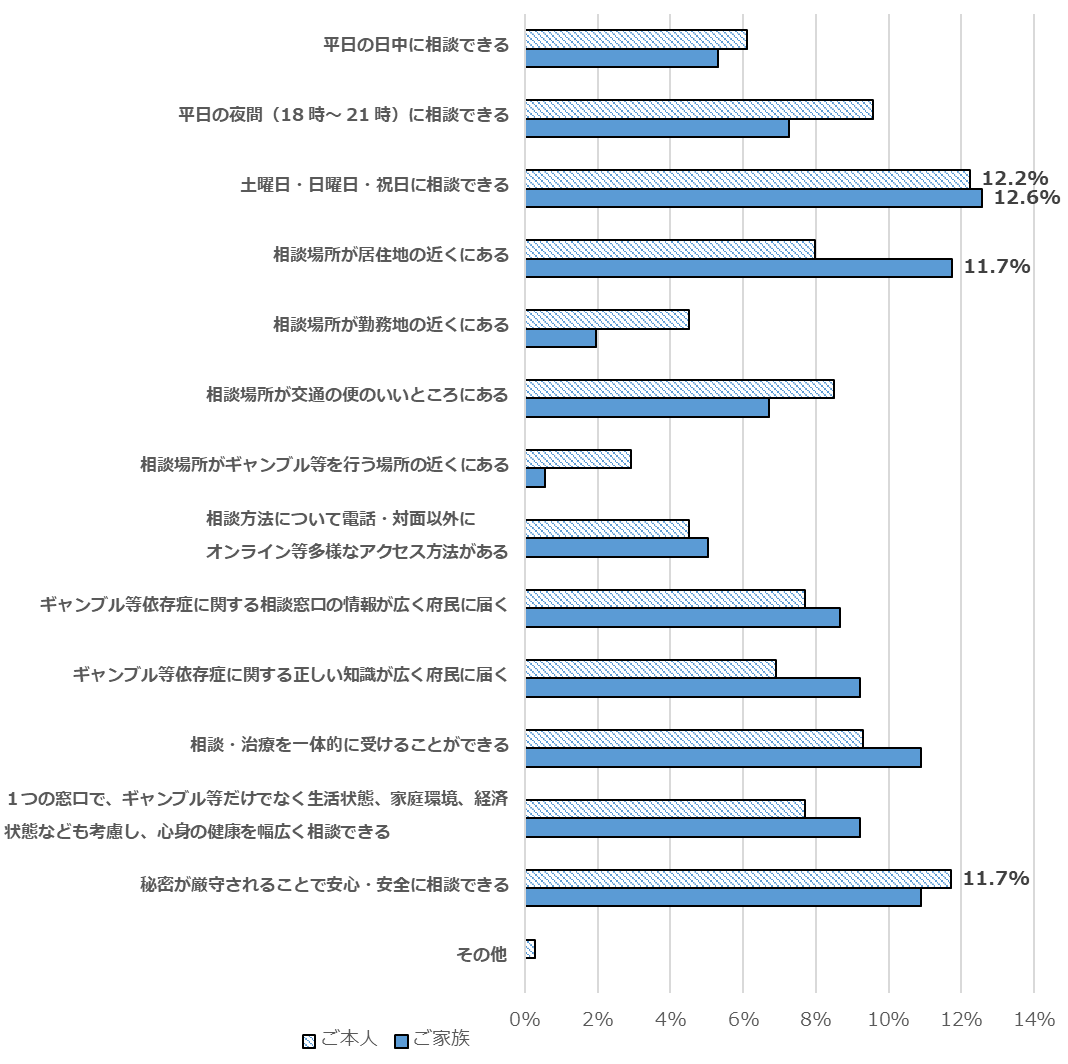 平日の日中に相談できる
平日の夜間（18 時～ 21 時）に相談できる
土曜日・日曜日・祝日に相談できる
12.2%
12.6%
相談場所が居住地の近くにある
11.7%
相談場所が勤務地の近くにある
相談場所が交通の便のいいところにある
相談場所がギャンブル等を行う場所の近くにある
相談方法について電話・対面以外に
オンライン等多様なアクセス方法がある
ギャンブル等依存症に関する相談窓口の情報が広く府民に届く
ギャンブル等依存症に関する正しい知識が広く府民に届く
相談・治療を一体的に受けることができる
１つの窓口で、ギャンブル等だけでなく生活状態、家庭環境、経済
状態なども考慮し、心身の健康を幅広く相談できる
秘密が厳守されることで安心・安全に相談できる
11.7%
その他
0% 2% 4% 6% 8% 10% 12% 14%
ご本人 ご家族